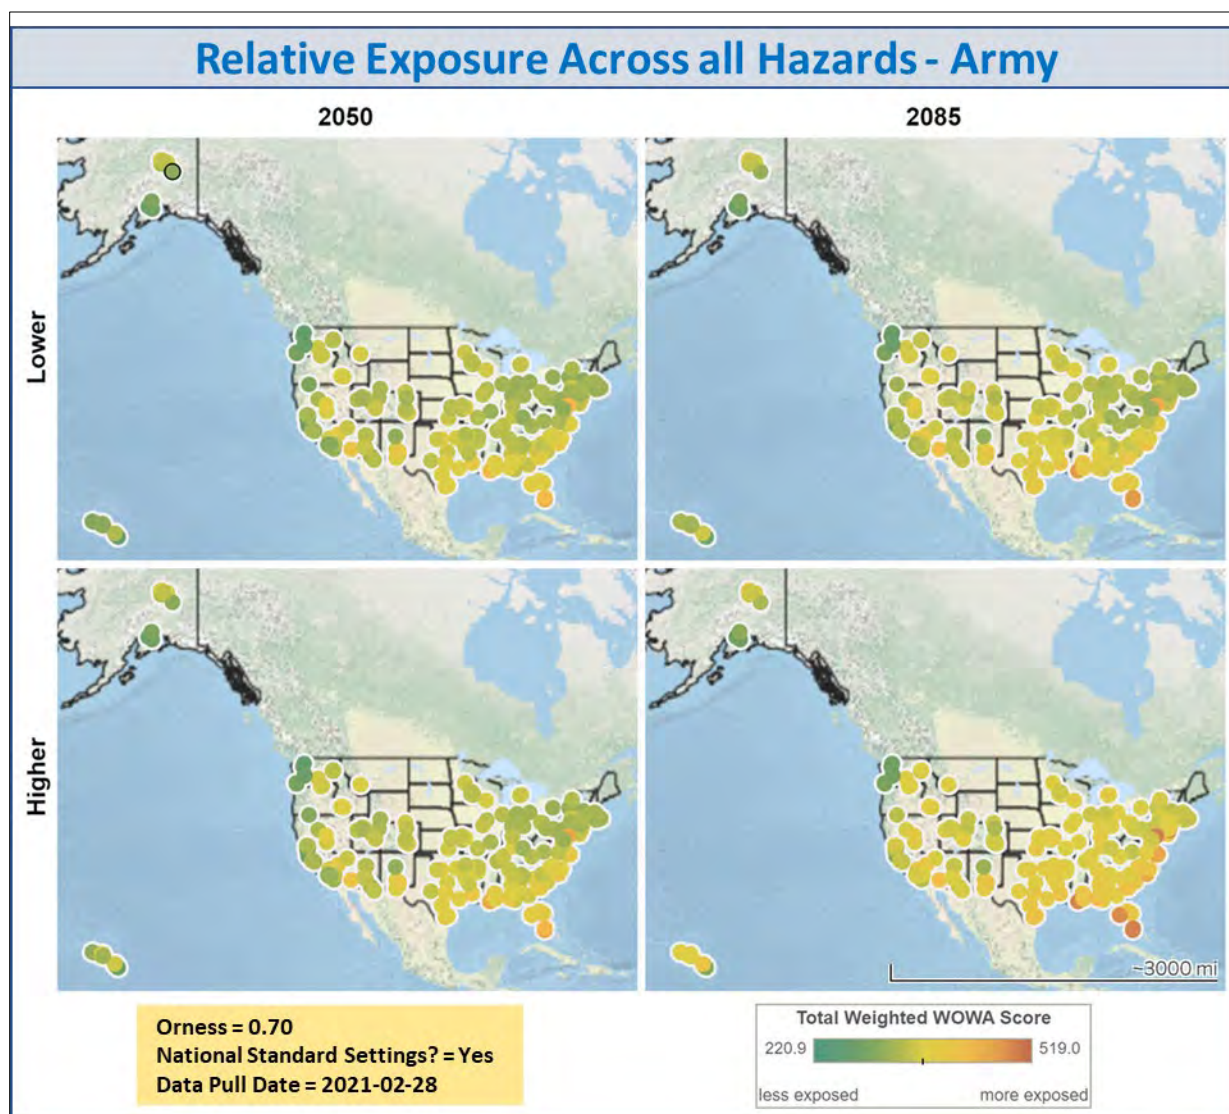 Relative Exposure Across all Hazards - Army
2050
2085
Lower
Higher
~3000 mi
Orness = 0.70
National Standard Settings? = Yes
Data Pull Date = 2021-02-28
Total Weighted WOWA Score
220.9
519.0
less exposed
more exposed